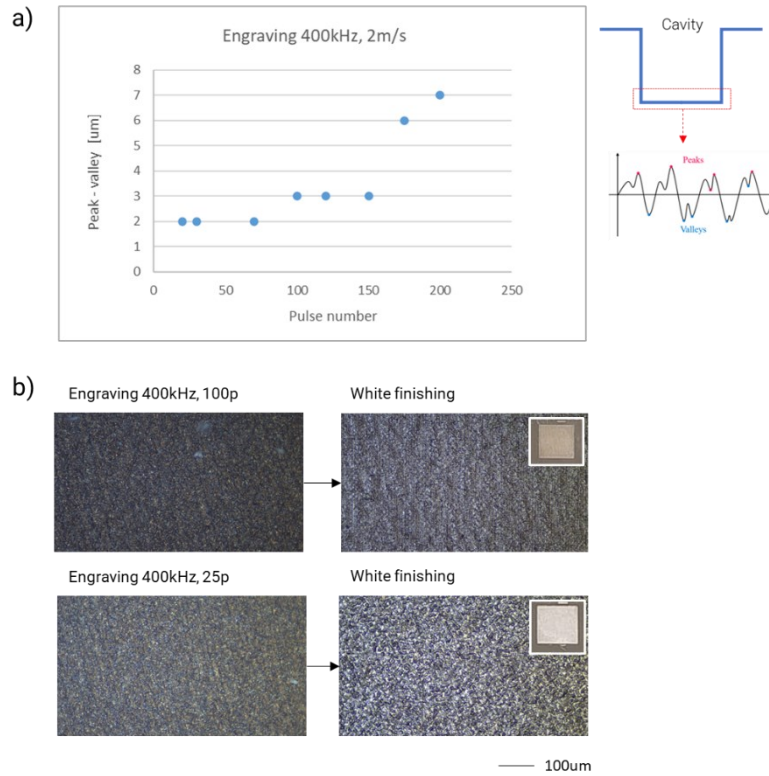 a)
Engraving 400kHz, 2m/s
Peak - valley [um]
8
7
6
5
4
3
2
1
0
0 50 100 150 200 250
Pulse number
Cavity
Peaks
Valleys
b)
Engraving 400kHz, 100p
White finishing
Engraving 400kHz, 25p
White finishing
100um